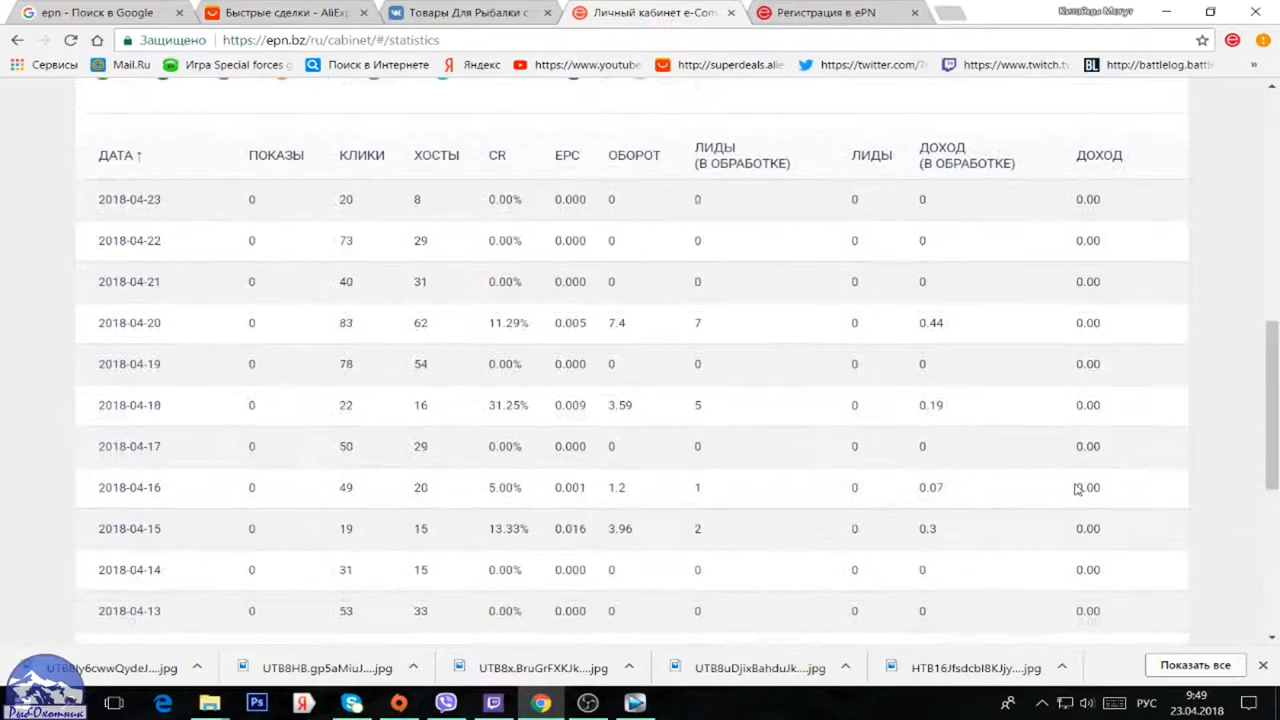 epn - Поиск в Google
Быстрые сделки - AliExp
Товары Для Рыбалки с
Личный кабинет e-Com
Регистрация в ePN
Китайцы Могут
Защищено
https://epn.bz/ru/cabinet/#/statistics
Сервисы
Mail.Ru
Игра Special forces g
Поиск в Интернете
Яндекс
https://www.youtube
http://superdeals.alie
https://twitter.com/?
https://www.twitch.tv
http://battlelog.battl
»
ДАТА ↑ ПОКАЗЫ КЛИКИ ХОСТЫ CR EPC ОБОРОТ ЛИДЫ (В ОБРАБОТКЕ) ЛИДЫ ДОХОД (В ОБРАБОТКЕ) ДОХОД
2018-04-23 0 20 8 0.00% 0.000 0 0 0 0 0.00
2018-04-22 0 73 29 0.00% 0.000 0 0 0 0 0.00
2018-04-21 0 40 31 0.00% 0.000 0 0 0 0 0.00
2018-04-20 0 83 62 11.29% 0.005 7.4 7 0 0.44 0.00
2018-04-19 0 78 54 0.00% 0.000 0 0 0 0 0.00
2018-04-18 0 22 16 31.25% 0.009 3.59 5 0 0.19 0.00
2018-04-17 0 50 29 0.00% 0.000 0 0 0 0 0.00
2018-04-16 0 49 20 5.00% 0.001 1.2 1 0 0.07 0.00
2018-04-15 0 19 15 13.33% 0.016 3.96 2 0 0.3 0.00
2018-04-14 0 31 15 0.00% 0.000 0 0 0 0 0.00
2018-04-13 0 53 33 0.00% 0.000 0 0 0 0 0.00
UTB8HB.gp5aMiuJ....jpg
UTB8x.BruGrFXKJk....jpg
UTB8uDjixBahduJk....jpg
HTB16JfsdcbI8KJjy....jpg
Показать все
РыбОхотник
РУС
9:49
23.04.2018